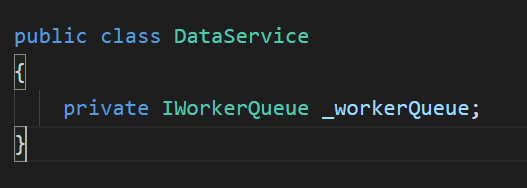 public class DataService
{
    private IWorkerQueue _workerQueue;
}